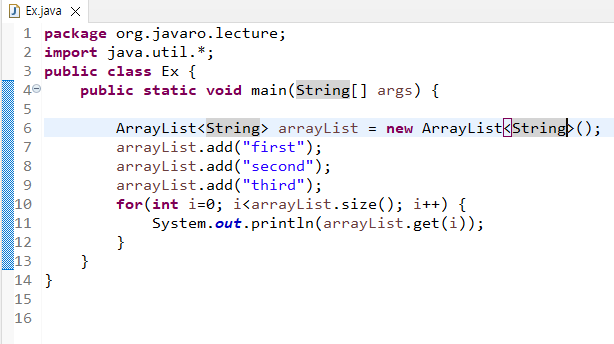 Ex.java
1 package org.javaro.lecture;
2 import java.util.*;
3 public class Ex {
4     public static void main(String[] args) {
5
6         ArrayList<String> arrayList = new ArrayList<String>();
7         arrayList.add("first");
8         arrayList.add("second");
9         arrayList.add("third");
10         for(int i=0; i<arrayList.size(); i++) {
11             System.out.println(arrayList.get(i));
12         }
13     }
14 }
15
16